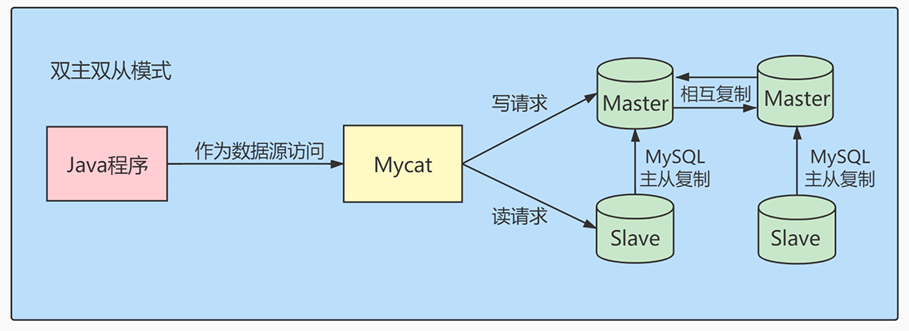 双主双从模式
Java程序
作为数据源访问
Mycat
写请求
读请求
Master
相互复制
Master
MySQL
主从复制
MySQL
主从复制
Slave
Slave